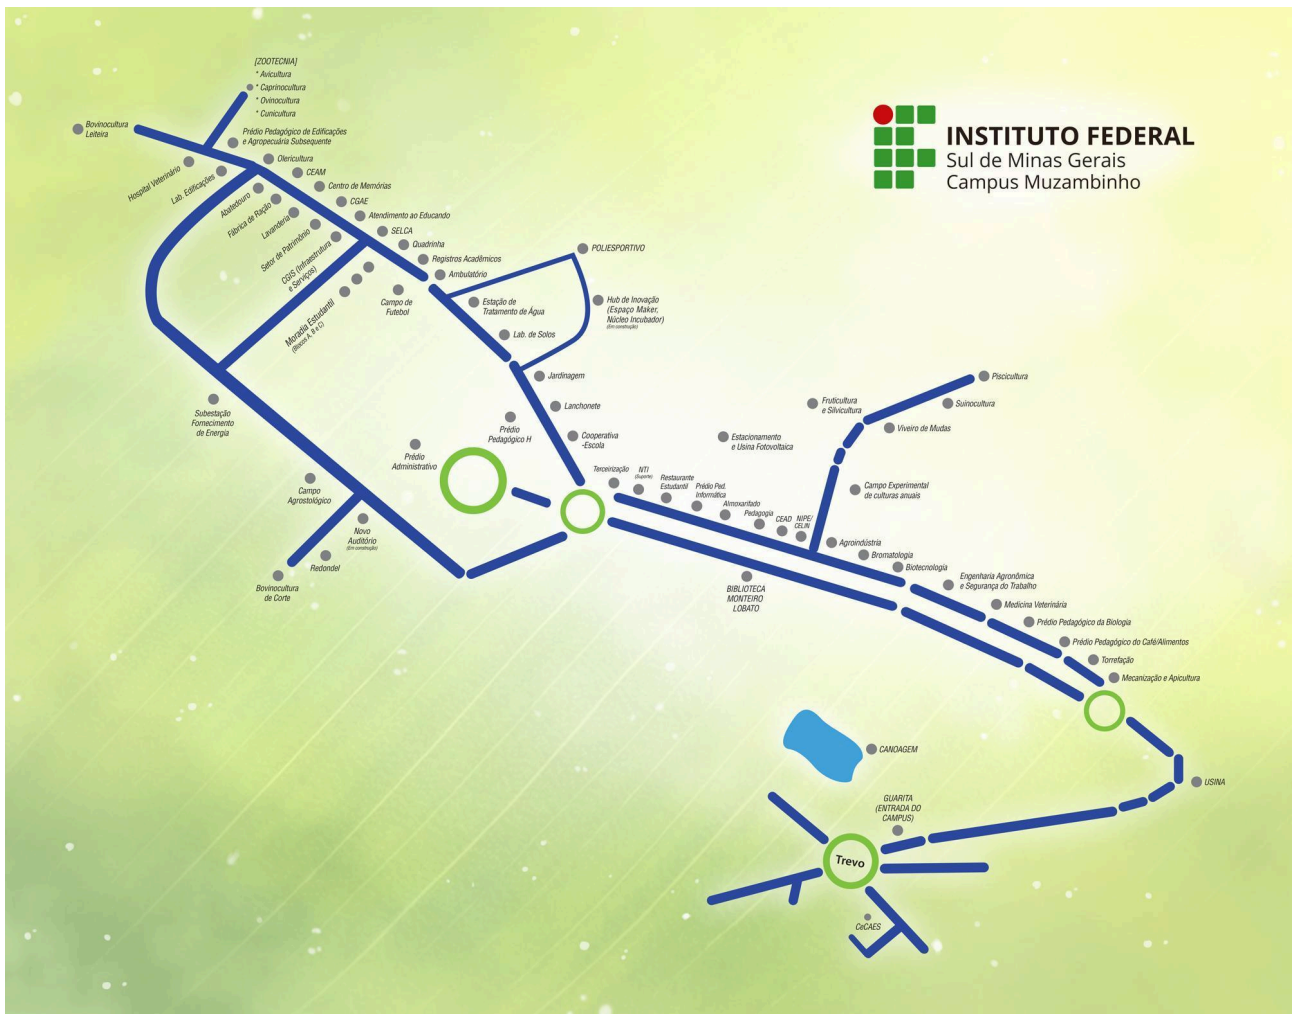 [ZOOTECNIA]
* Avicultura
* Caprinocultura
* Ovinocultura
* Cunicultura
Bovinocultura
Leiteira
Prédio Pedagógico de Edificações
e Agropecuária Subsequente
Hospital Veterinário
Lab. Edificações
Olericultura
CEAM
Centro de Memórias
CGAE
Atendimento ao Educando
SELCA
Quadrinha
Registros Acadêmicos
Ambulatório
Abatedouro
Fábrica de Ração
Lavanderia
Setor de Patrimônio
CGIS (Infraestrutura
e Serviços)
Moradia Estudantil
(Blocos A, B e C)
Campo de
Futebol
POLIESPORTIVO
Estação de
Tratamento de Água
Hub de Inovação
(Espaço Maker,
Núcleo Incubador)
(Em construção)
Lab. de Solos
Jardinagem
Lanchonete
Cooperativa
-Escola
Prédio
Pedagógico H
Prédio
Administrativo
Subestação
Fornecimento
de Energia
Campo
Agrostológico
Novo
Auditório
(Em construção)
Redondel
Bovinocultura
de Corte
INSTITUTO FEDERAL
Sul de Minas Gerais
Campus Muzambinho
Piscicultura
Suinocultura
Fruticultura
e Silvicultura
Viveiro de Mudas
Estacionamento
e Usina Fotovoltaica
Campo Experimental
de culturas anuais
Terceirização
NTI
(Suporte)
Restaurante
Estudantil
Prédio Ped.
Informática
Almoxarifado
Pedagogia
CEAD
NIPE/
CELIN
Agroindústria
Bromatologia
Biotecnologia
Engenharia Agronômica
e Segurança do Trabalho
Medicina Veterinária
Prédio Pedagógico da Biologia
Prédio Pedagógico do Café/Alimentos
Torrefação
Mecanização e Apicultura
BIBLIOTECA
MONTEIRO
LOBATO
CANOAGEM
USINA
GUARITA
(ENTRADA DO
CAMPUS)
Trevo
CeCAES